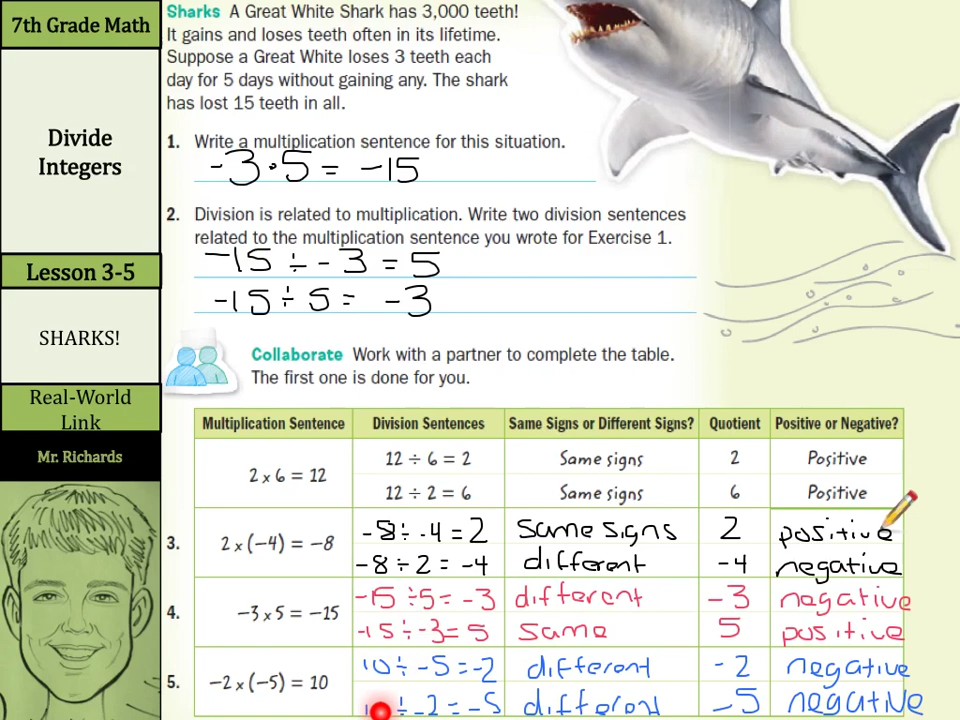 7th Grade Math
Divide
Integers
Lesson 3-5
SHARKS!
Real-World
Link
Mr. Richards
Sharks A Great White Shark has 3,000 teeth!
It gains and loses teeth often in its lifetime.
Suppose a Great White loses 3 teeth each
day for 5 days without gaining any. The shark
has lost 15 teeth in all.
1. Write a multiplication sentence for this situation.
-3·5 = -15
2. Division is related to multiplication. Write two division sentences
related to the multiplication sentence you wrote for Exercise 1.
-15 ÷ -3 = 5
-15 ÷ 5 = -3
Collaborate Work with a partner to complete the table.
The first one is done for you.
Multiplication Sentence Division Sentences Same Signs or Different Signs? Quotient Positive or Negative?
2 × 6 = 12
12 ÷ 6 = 2 Same signs 2 Positive
12 ÷ 2 = 6 Same signs 6 Positive
3. 2 × (−4) = −8
-8 ÷ -4 = 2 same signs 2 positive
-8 ÷ 2 = -4 different -4 negative
4. −3 × 5 = −15
-15 ÷ 5 = -3 different -3 negative
-15 ÷ -3 = 5 same 5 positive
5. −2 × (−5) = 10
10 ÷ -5 = -2 different -2 negative
÷ -2 = -5 different -5 negative